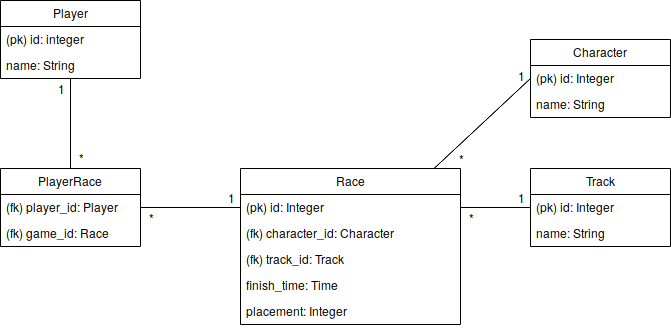 Player
(pk) id: integer
name: String
1
*
PlayerRace
(fk) player_id: Player
(fk) game_id: Race
*
1
Race
(pk) id: Integer
(fk) character_id: Character
(fk) track_id: Track
finish_time: Time
placement: Integer
*
1
Character
(pk) id: Integer
name: String
*
1
Track
(pk) id: Integer
name: String